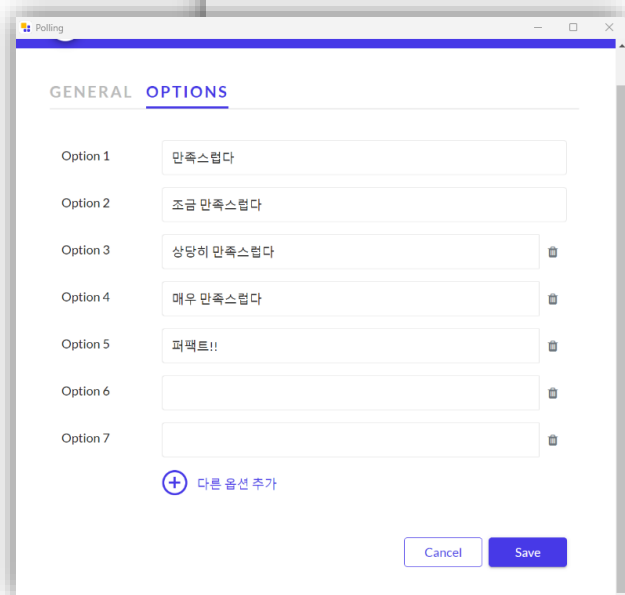 Polling
GENERAL OPTIONS
Option 1 만족스럽다
Option 2 조금 만족스럽다
Option 3 상당히 만족스럽다
Option 4 매우 만족스럽다
Option 5 퍼팩트!!
Option 6
Option 7
다른 옵션 추가
Cancel Save